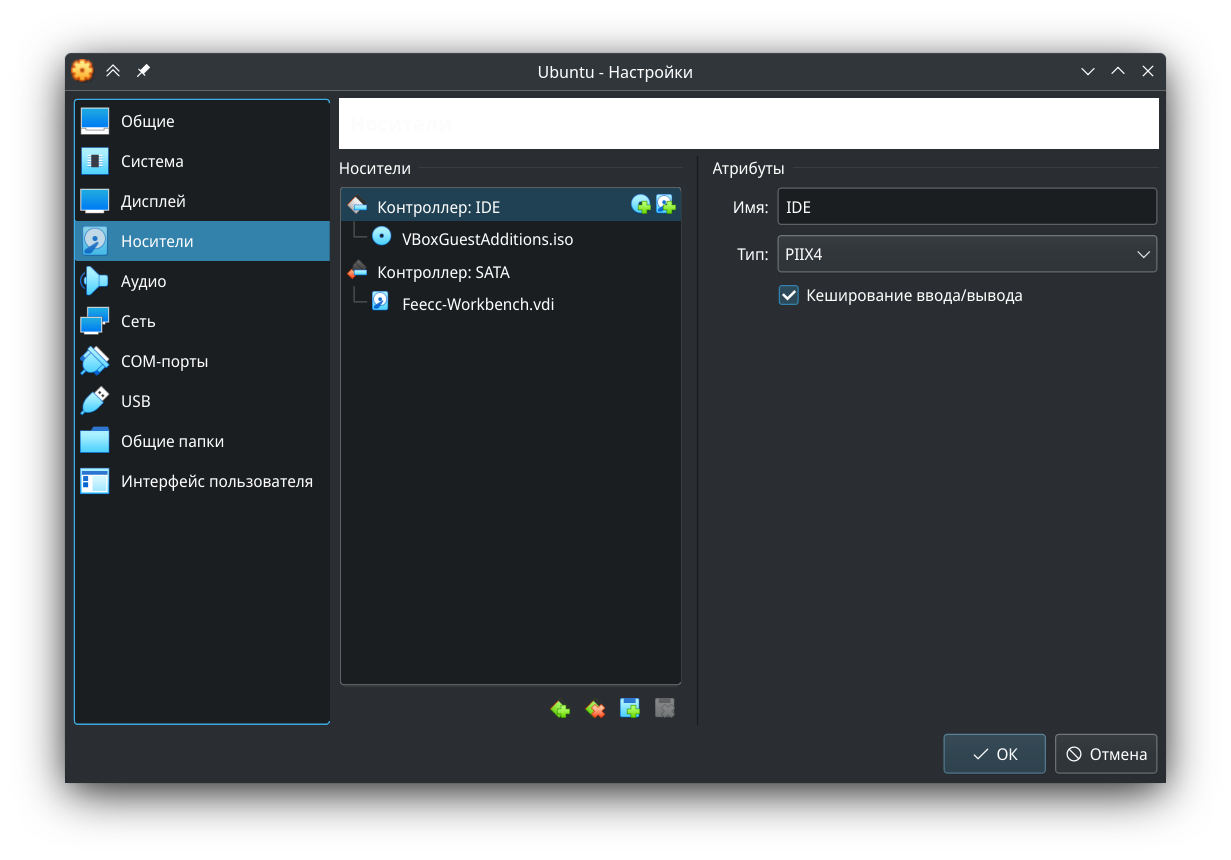 Ubuntu - Настройки
Общие
Система
Дисплей
Носители
Аудио
Сеть
COM-порты
USB
Общие папки
Интерфейс пользователя
Носители
Носители
Контроллер: IDE
VBoxGuestAdditions.iso
Контроллер: SATA
Feecc-Workbench.vdi
Атрибуты
Имя: IDE
Тип: PIIX4
Кеширование ввода/вывода
OK
Отмена